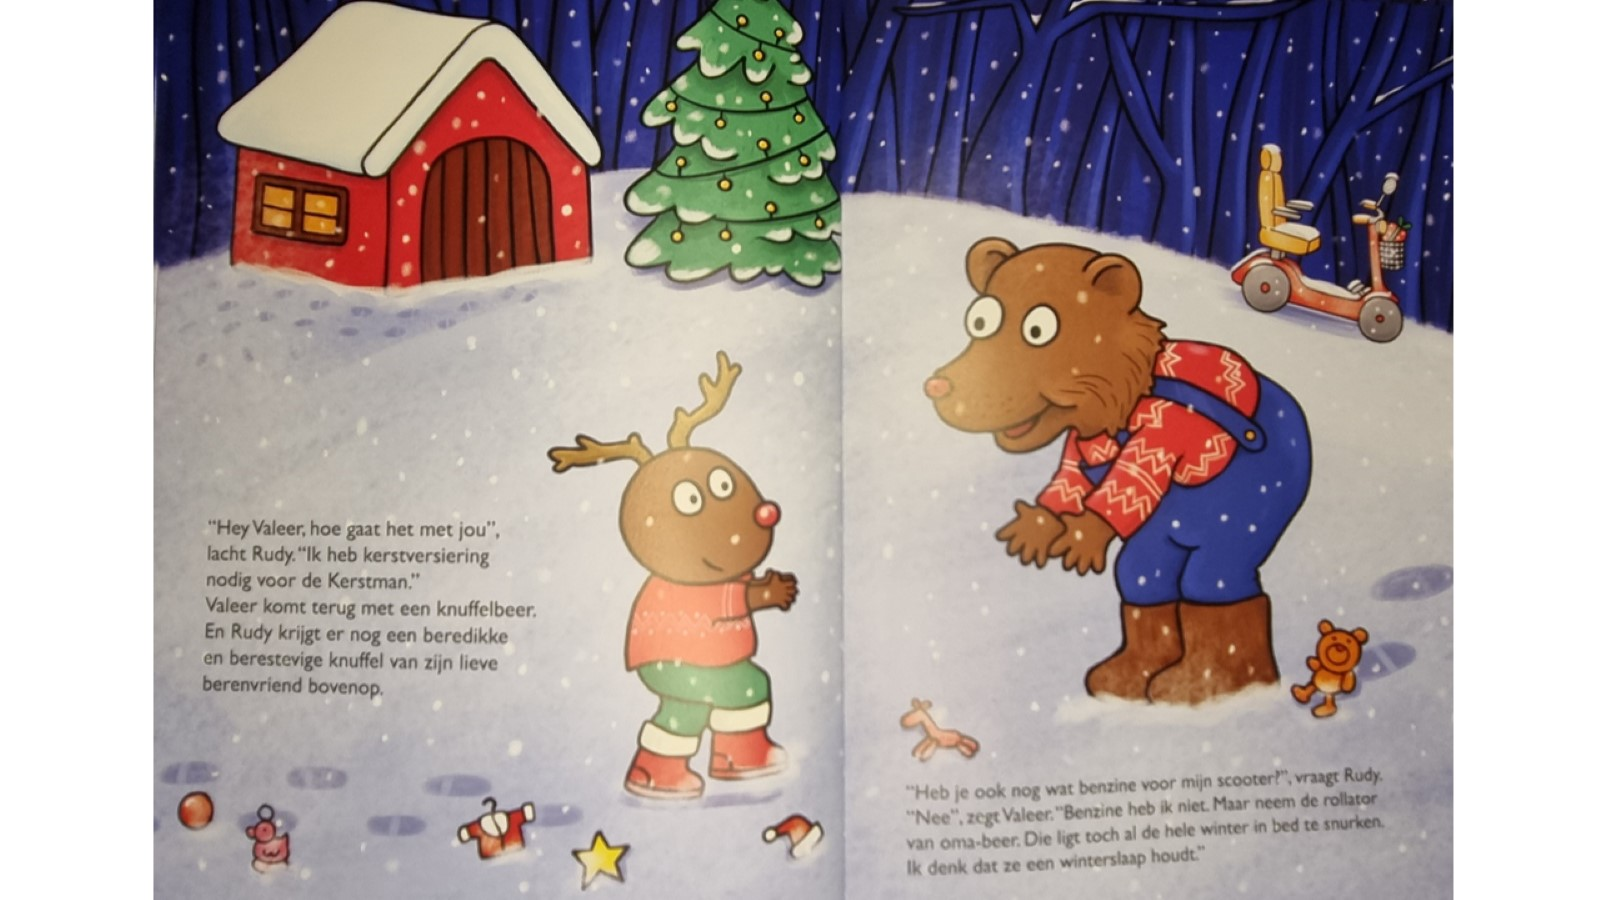 “Hey Valeer, hoe gaat het met jou”,
lacht Rudy. “Ik heb kerstversiering
nodig voor de Kerstman.”
Valeer komt terug met een knuffelbeer.
En Rudy krijgt er nog een beredikke
en berestevige knuffel van zijn lieve
berenvriend bovenop.
“Heb je ook nog wat benzine voor mijn scooter?”, vraagt Rudy.
“Nee”, zegt Valeer. “Benzine heb ik niet. Maar neem de rollator
van oma-beer. Die ligt toch al de hele winter in bed te snurken.
Ik denk dat ze een winterslaap houdt.”